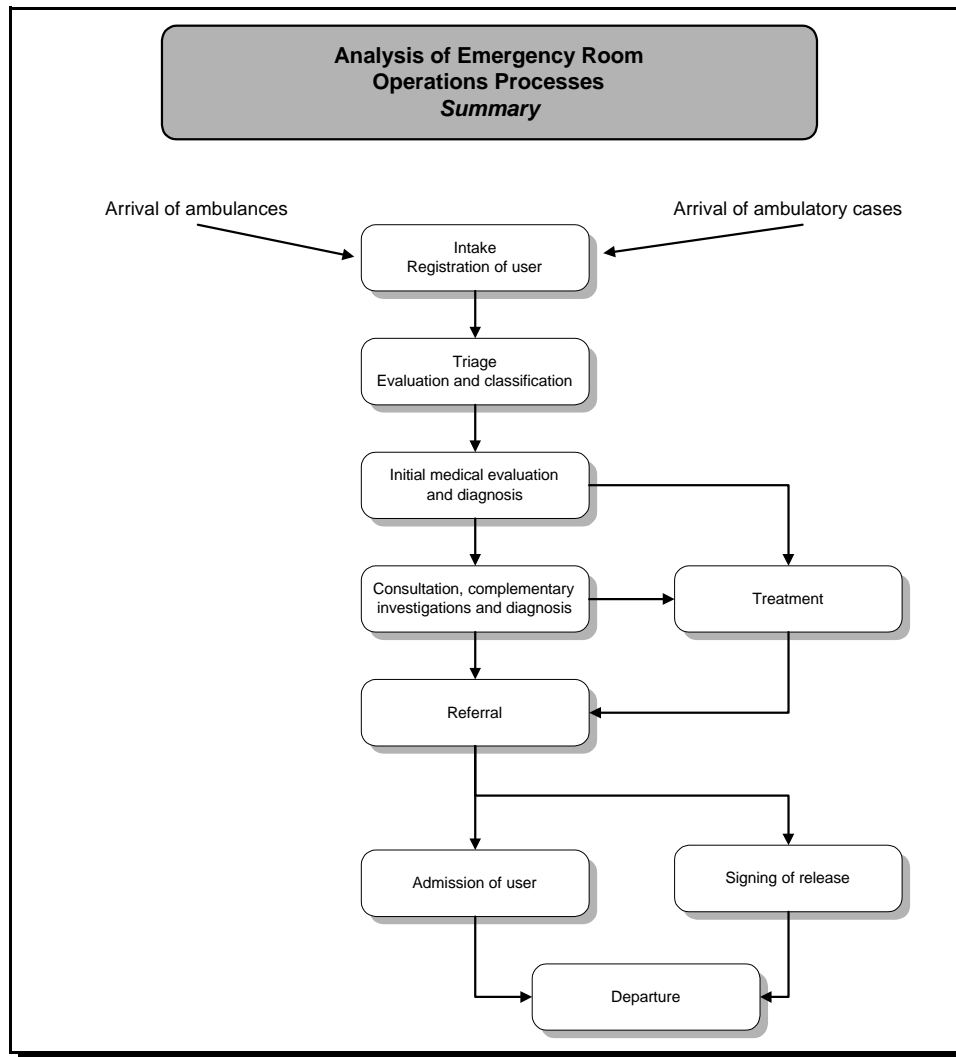 Analysis of Emergency Room
Operations Processes
Summary
Arrival of ambulances
Arrival of ambulatory cases
Intake
Registration of user
Triage
Evaluation and classification
Initial medical evaluation
and diagnosis
Consultation, complementary
investigations and diagnosis
Treatment
Referral
Admission of user
Signing of release
Departure